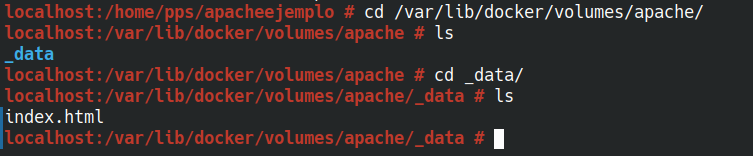 localhost:/home/pps/apacheejemplo # cd /var/lib/docker/volumes/apache/
localhost:/var/lib/docker/volumes/apache # ls
_data
localhost:/var/lib/docker/volumes/apache # cd _data/
localhost:/var/lib/docker/volumes/apache/_data # ls
index.html
localhost:/var/lib/docker/volumes/apache/_data #